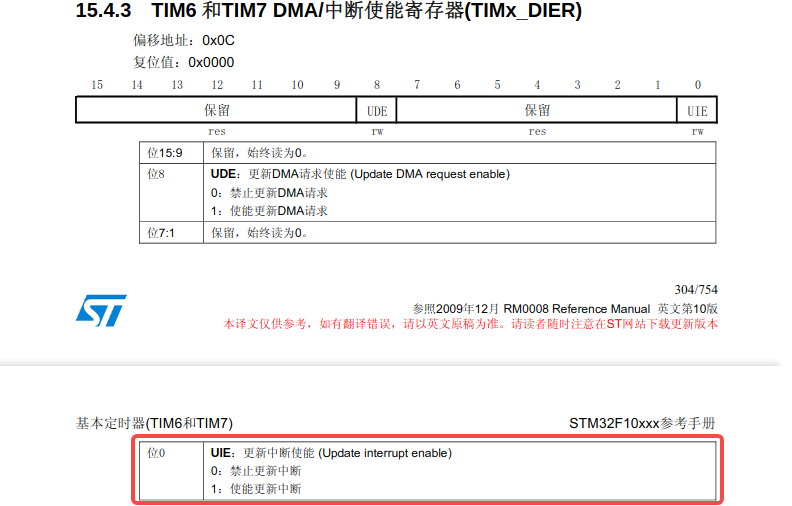 15.4.3 TIM6 和TIM7 DMA/中断使能寄存器(TIMx_DIER)
偏移地址：0x0C
复位值：0x0000
15 14 13 12 11 10 9 8 7 6 5 4 3 2 1 0
保留 UDE 保留 UIE
res rw res rw
位15:9 保留，始终读为0。
位8 UDE：更新DMA请求使能 (Update DMA request enable)
0：禁止更新DMA请求
1：使能更新DMA请求
位7:1 保留，始终读为0。
304/754
ST
参照2009年12月 RM0008 Reference Manual 英文第10版
本译文仅供参考，如有翻译错误，请以英文原稿为准。请读者随时注意在ST网站下载更新版本
基本定时器(TIM6和TIM7) STM32F10xxx参考手册
位0 UIE：更新中断使能 (Update interrupt enable)
0：禁止更新中断
1：使能更新中断